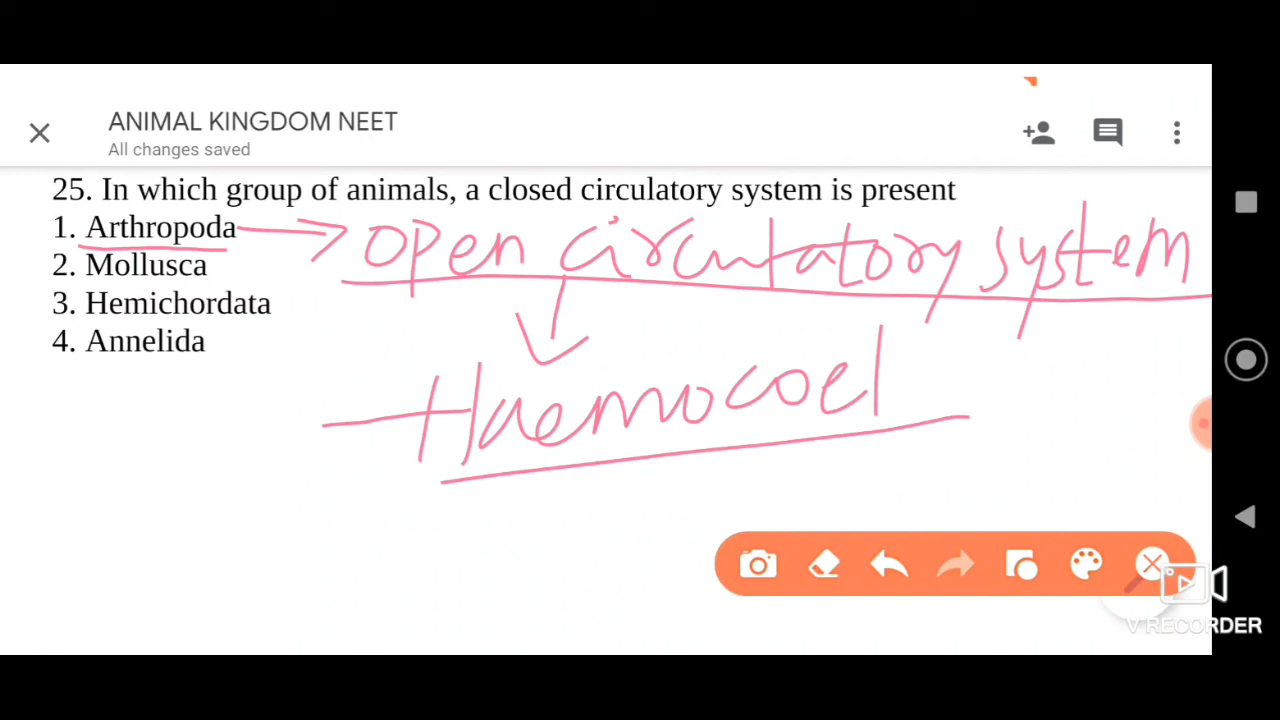 ANIMAL KINGDOM NEET
All changes saved
25. In which group of animals, a closed circulatory system is present
1. Arthropoda → open circulatory system
2. Mollusca
3. Hemichordata
4. Annelida
Haemocoel
V RECORDER